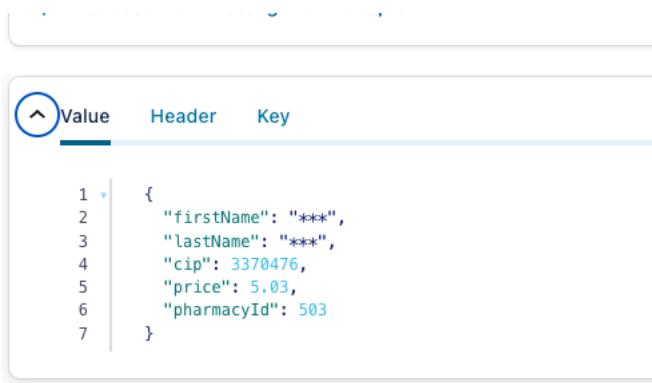 Value Header Key
1 {
2 "firstName": "***",
3 "lastName": "***",
4 "cip": 3370476,
5 "price": 5.03,
6 "pharmacyId": 503
7 }